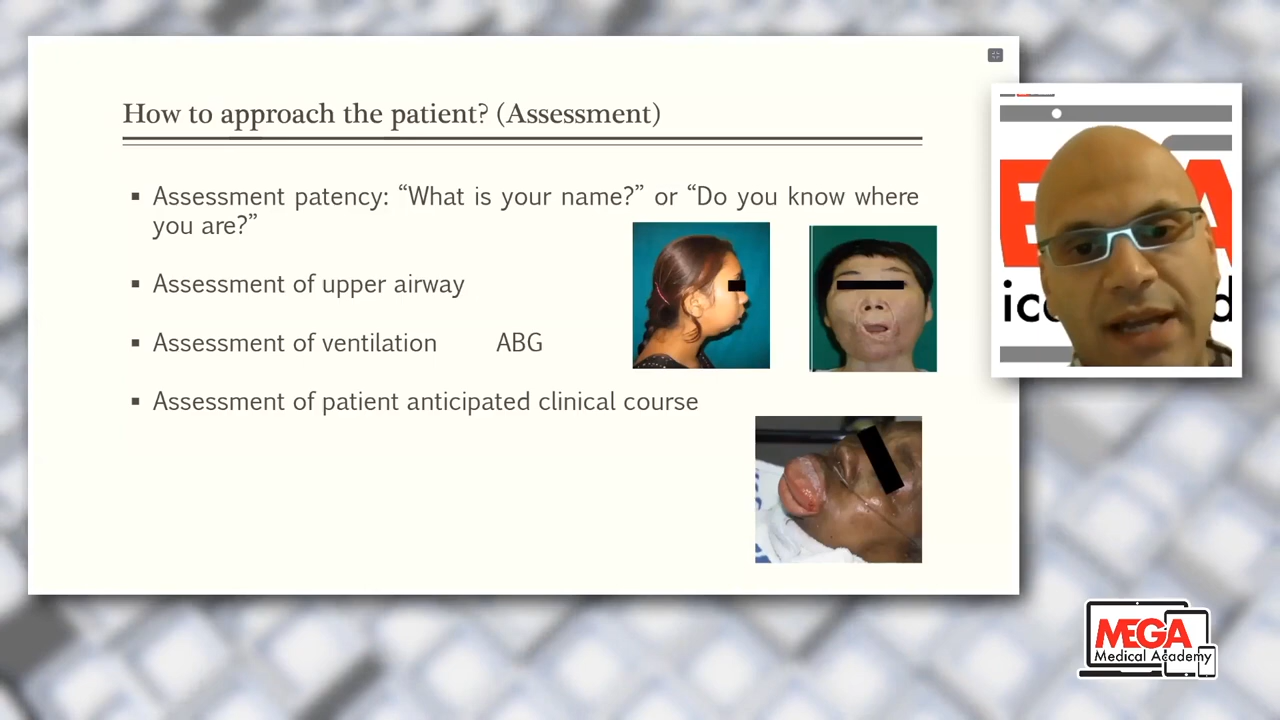 How to approach the patient? (Assessment)
▪ Assessment patency: “What is your name?” or “Do you know where
you are?”
▪ Assessment of upper airway
▪ Assessment of ventilation ABG
▪ Assessment of patient anticipated clinical course
MEGA
Medical Academy